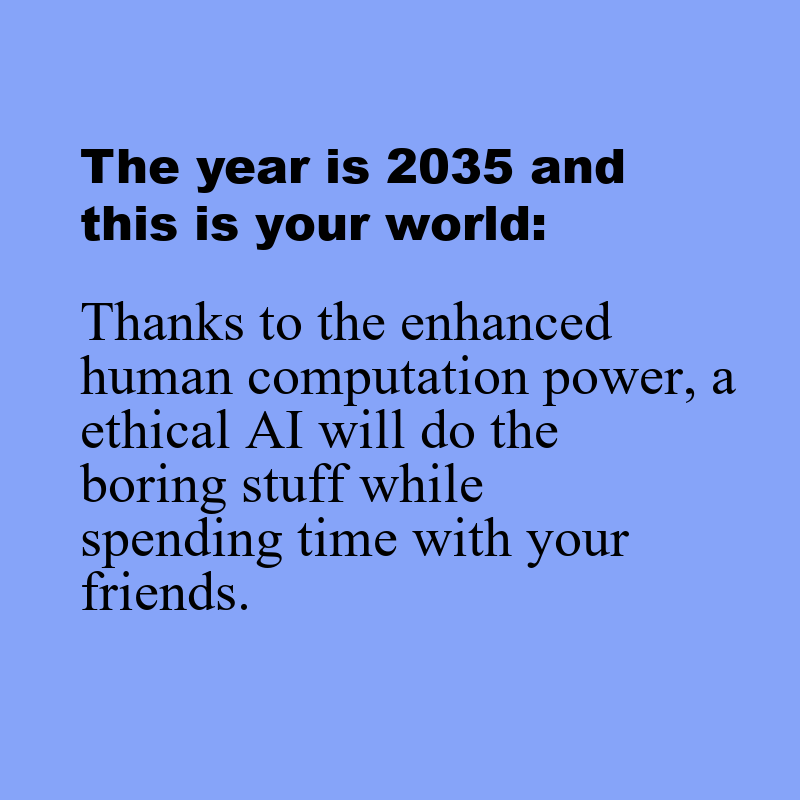 The year is 2035 and
this is your world:
Thanks to the enhanced
human computation power, a
ethical AI will do the
boring stuff while
spending time with your
friends.